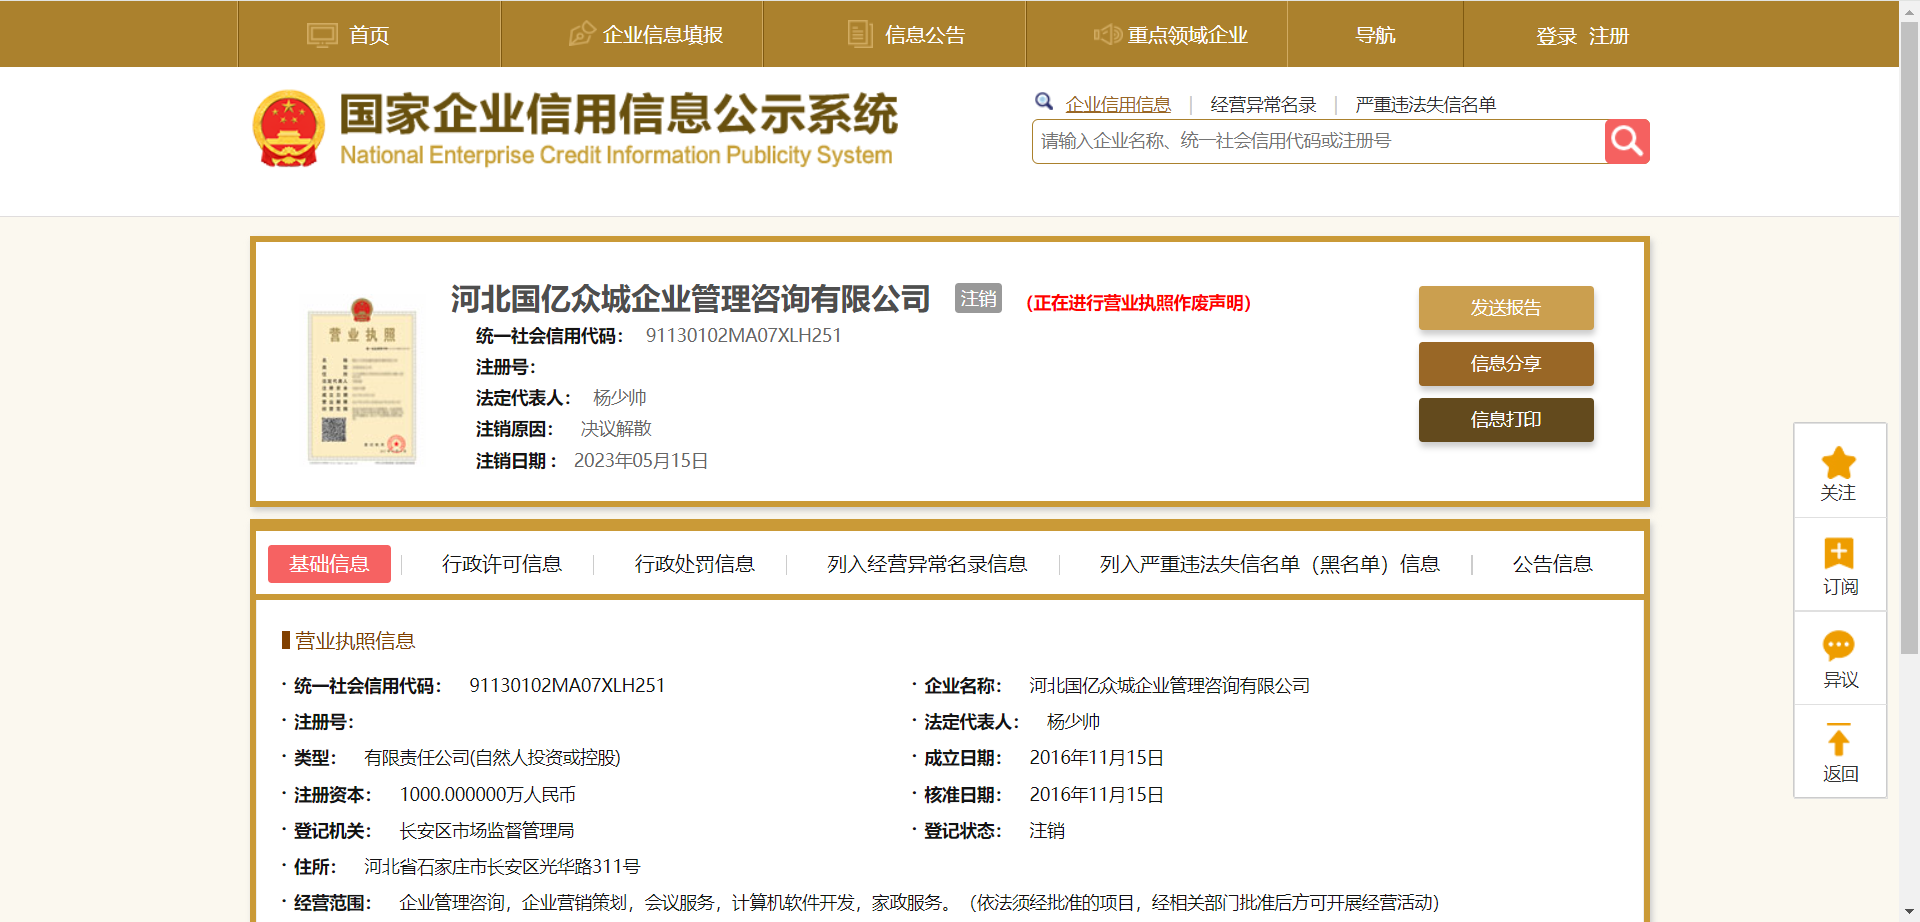 首页 企业信息填报 信息公告 重点领域企业 导航 登录 注册
国家企业信用信息公示系统
National Enterprise Credit Information Publicity System
企业信用信息 | 经营异常名录 | 严重违法失信名单
请输入企业名称、统一社会信用代码或注册号
河北国亿众城企业管理咨询有限公司 注销 （正在进行营业执照作废声明）
统一社会信用代码： 91130102MA07XLH251
注册号：
法定代表人： 杨少帅
注销原因： 决议解散
注销日期： 2023年05月15日
营业执照
发送报告
信息分享
信息打印
关注
订阅
异议
返回
基础信息 行政许可信息 行政处罚信息 列入经营异常名录信息 列入严重违法失信名单（黑名单）信息 公告信息
营业执照信息
· 统一社会信用代码： 91130102MA07XLH251 · 企业名称： 河北国亿众城企业管理咨询有限公司
· 注册号： · 法定代表人： 杨少帅
· 类型： 有限责任公司(自然人投资或控股) · 成立日期： 2016年11月15日
· 注册资本： 1000.000000万人民币 · 核准日期： 2016年11月15日
· 登记机关： 长安区市场监督管理局 · 登记状态： 注销
· 住所： 河北省石家庄市长安区光华路311号
· 经营范围： 企业管理咨询，企业营销策划，会议服务，计算机软件开发，家政服务。（依法须经批准的项目，经相关部门批准后方可开展经营活动）